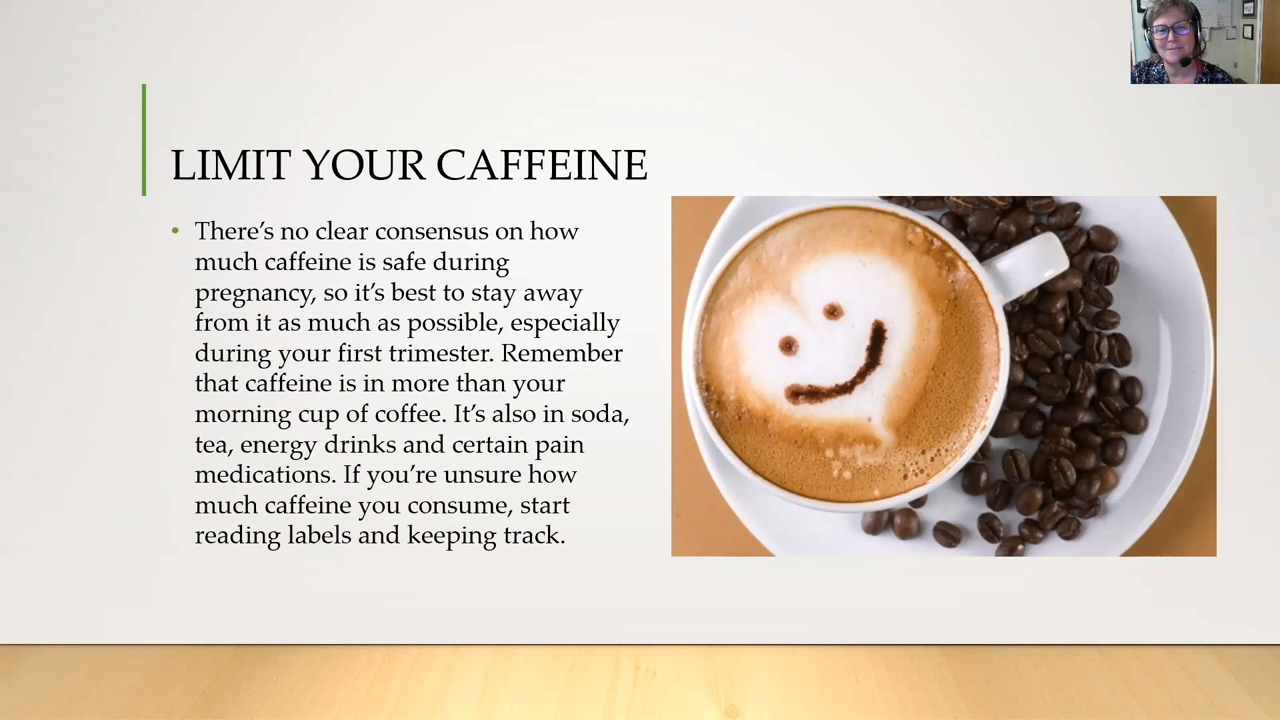 LIMIT YOUR CAFFEINE
• There’s no clear consensus on how
much caffeine is safe during
pregnancy, so it’s best to stay away
from it as much as possible, especially
during your first trimester. Remember
that caffeine is in more than your
morning cup of coffee. It’s also in soda,
tea, energy drinks and certain pain
medications. If you’re unsure how
much caffeine you consume, start
reading labels and keeping track.